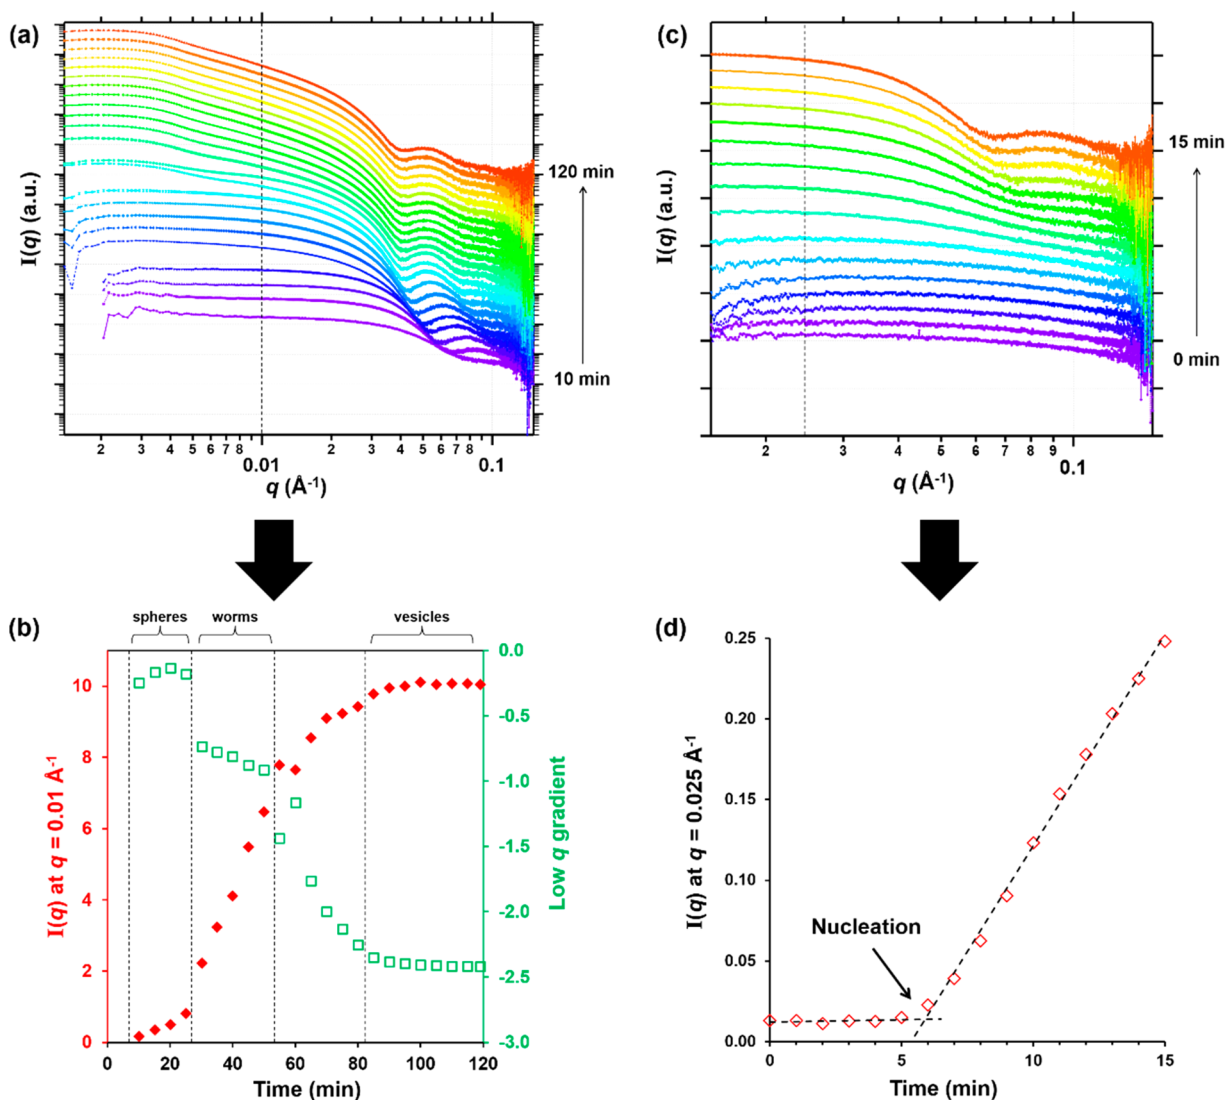 (a)
I(q) (a.u.)
120 min
10 min
2 3 4 5 6 7 8 0.01 2 3 4 5 6 7 8 0.1
q (Å-1)
(c)
I(q) (a.u.)
15 min
0 min
2 3 4 5 6 7 8 9 0.1
q (Å-1)
(b)
spheres worms vesicles
I(q) at q = 0.01 Å-1
10
8
6
4
2
0
0.0
-0.5
-1.0
-1.5
-2.0
-2.5
-3.0
Low q gradient
0 20 40 60 80 100 120
Time (min)
(d)
I(q) at q = 0.025 Å-1
0.25
0.20
0.15
0.10
0.05
0.00
Nucleation
0 5 10 15
Time (min)